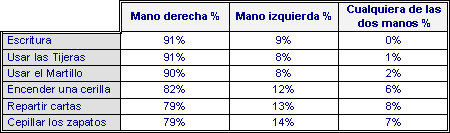 Mano derecha % Mano izquierda % Cualquiera de las dos manos %
Escritura 91% 9% 0%
Usar las Tijeras 91% 8% 1%
Usar el Martillo 90% 8% 2%
Encender una cerilla 82% 12% 6%
Repartir cartas 79% 13% 8%
Cepillar los zapatos 79% 14% 7%